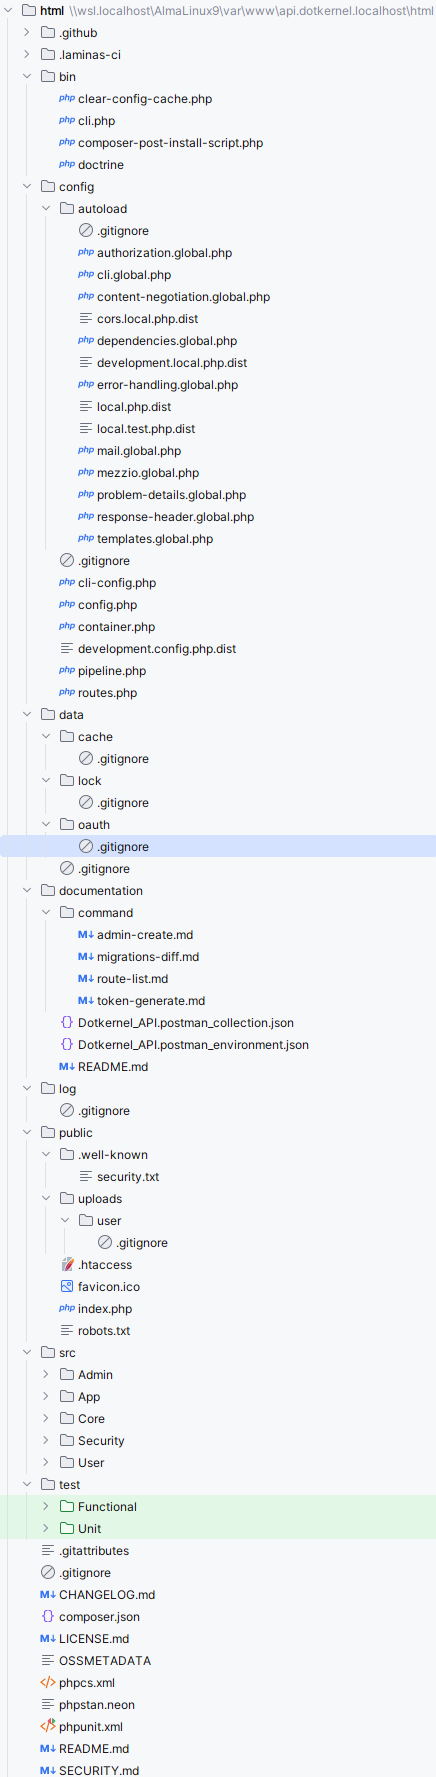 html \\wsl.localhost\AlmaLinux9\var\www\api.dotkernel.localhost\html
.github
.laminas-ci
bin
php clear-config-cache.php
php cli.php
php composer-post-install-script.php
php doctrine
config
autoload
.gitignore
php authorization.global.php
php cli.global.php
php content-negotiation.global.php
cors.local.php.dist
php dependencies.global.php
development.local.php.dist
php error-handling.global.php
local.php.dist
local.test.php.dist
php mail.global.php
php mezzio.global.php
php problem-details.global.php
php response-header.global.php
php templates.global.php
.gitignore
php cli-config.php
php config.php
php container.php
development.config.php.dist
php pipeline.php
php routes.php
data
cache
.gitignore
lock
.gitignore
oauth
.gitignore
.gitignore
documentation
command
M↓ admin-create.md
M↓ migrations-diff.md
M↓ route-list.md
M↓ token-generate.md
{} Dotkernel_API.postman_collection.json
{} Dotkernel_API.postman_environment.json
M↓ README.md
log
.gitignore
public
.well-known
security.txt
uploads
user
.gitignore
.htaccess
favicon.ico
php index.php
robots.txt
src
Admin
App
Core
Security
User
test
Functional
Unit
.gitattributes
.gitignore
M↓ CHANGELOG.md
{} composer.json
M↓ LICENSE.md
OSSMETADATA
</> phpcs.xml
phpstan.neon
</> phpunit.xml
M↓ README.md
M↓ SECURITY.md